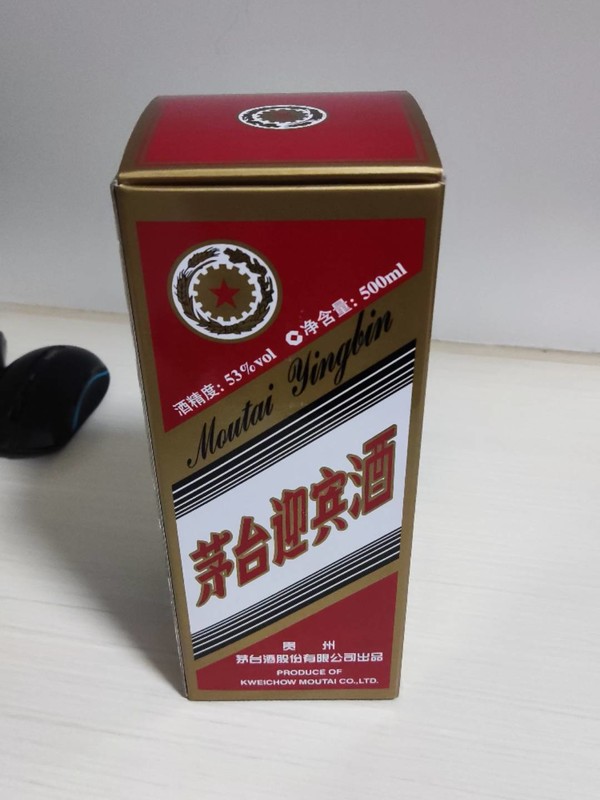 酒精度：53%vol 净含量：500ml
Moutai Yingbin
茅台迎宾酒
贵 州
茅台酒股份有限公司出品
PRODUCE OF
KWEICHOW MOUTAI CO.,LTD.